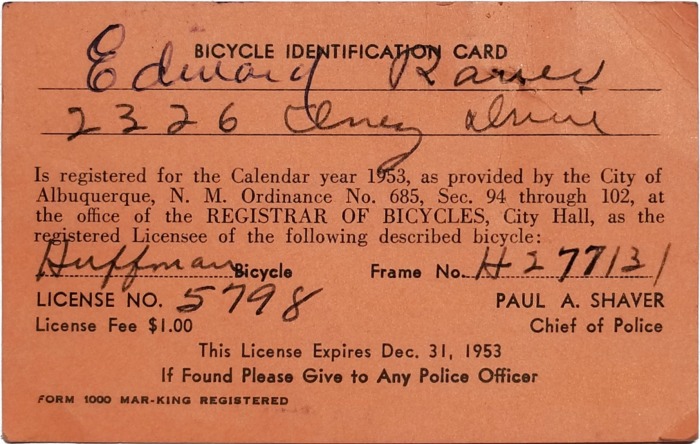 BICYCLE IDENTIFICATION CARD
Edward
2326 Drive
Is registered for the Calendar year 1953, as provided by the City of
Albuquerque, N. M. Ordinance No. 685, Sec. 94 through 102, at
the office of the REGISTRAR OF BICYCLES, City Hall, as the
registered Licensee of the following described bicycle:
Huffman Bicycle Frame No. H277131
LICENSE NO. 5798 PAUL A. SHAVER
License Fee $1.00 Chief of Police
This License Expires Dec. 31, 1953
If Found Please Give to Any Police Officer
FORM 1000 MAR-KING REGISTERED